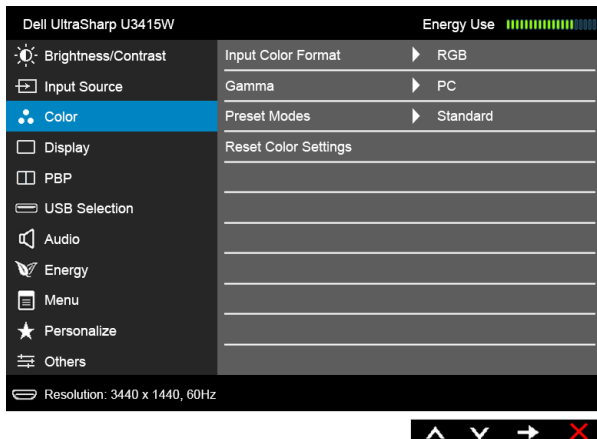 Dell UltraSharp U3415W Energy Use
Brightness/Contrast Input Color Format RGB
Input Source Gamma PC
Color Preset Modes Standard
Display Reset Color Settings
PBP
USB Selection
Audio
Energy
Menu
Personalize
Others
Resolution: 3440 x 1440, 60Hz